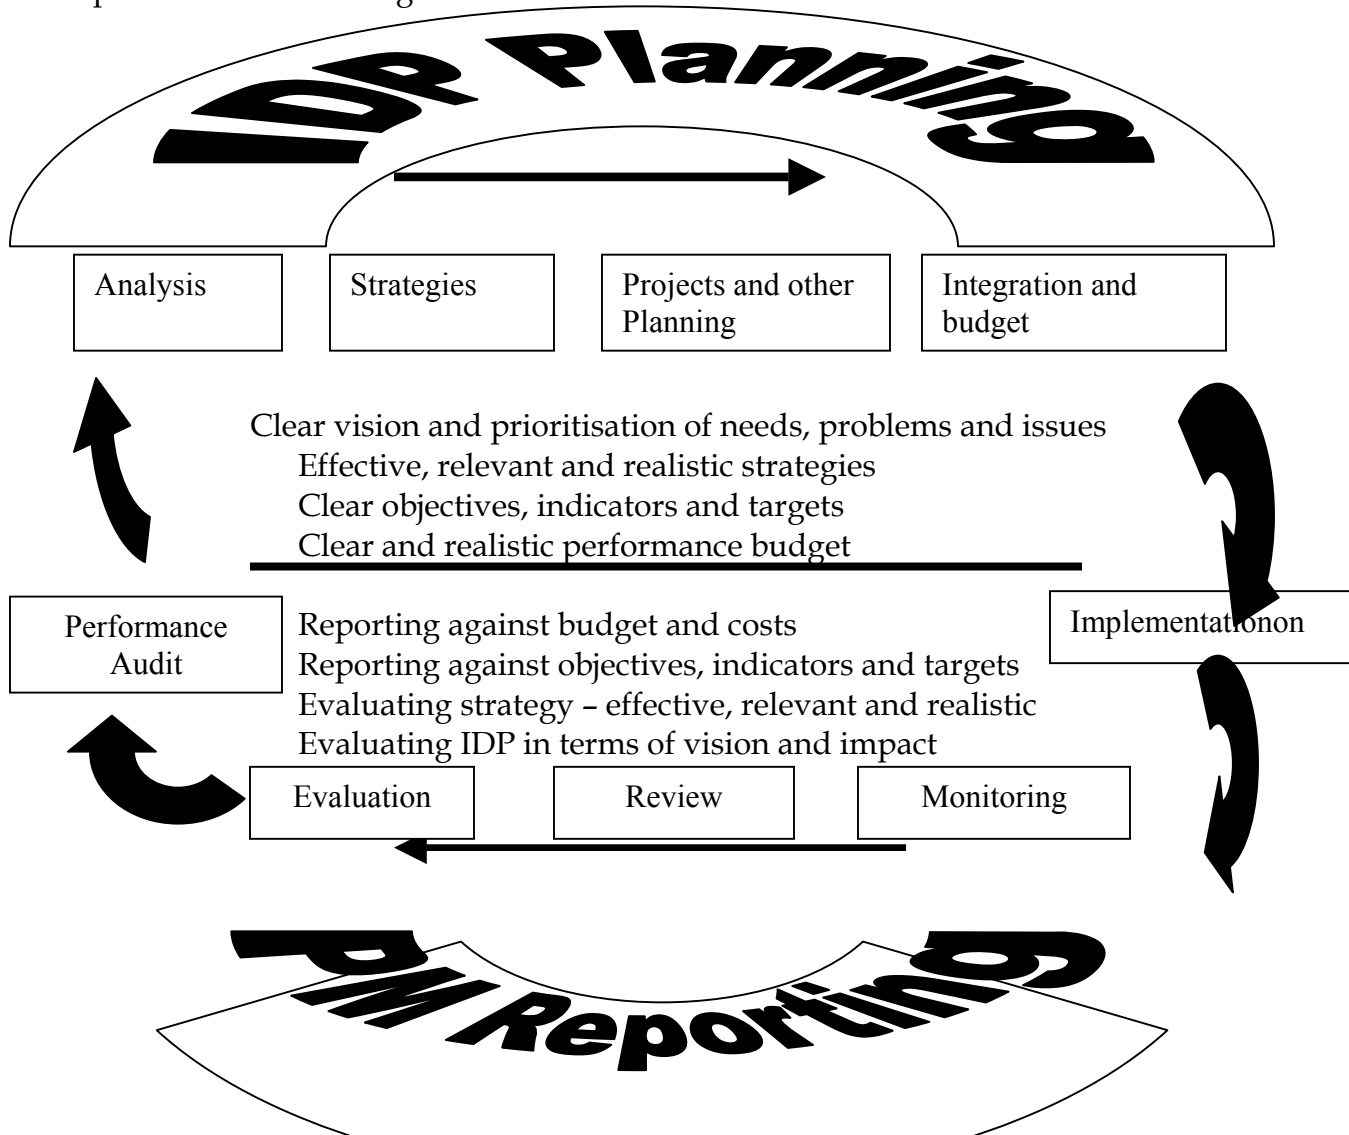 IDP Planning
Analysis
Strategies
Projects and other
Planning
Integration and
budget
Clear vision and prioritisation of needs, problems and issues
Effective, relevant and realistic strategies
Clear objectives, indicators and targets
Clear and realistic performance budget
Performance
Audit
Implementationon
Reporting against budget and costs
Reporting against objectives, indicators and targets
Evaluating strategy – effective, relevant and realistic
Evaluating IDP in terms of vision and impact
Evaluation
Review
Monitoring
PM Reporting